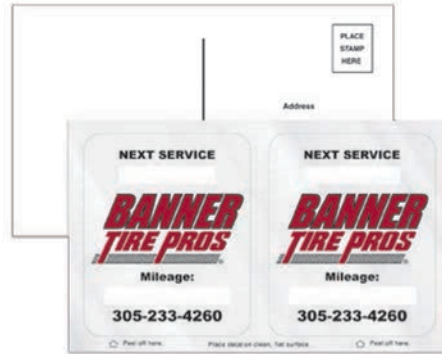 PLACE
STAMP
HERE
Address
NEXT SERVICE
BANNER
TIRE PROS
Mileage:
305-233-4260
NEXT SERVICE
BANNER
TIRE PROS
Mileage:
305-233-4260
Peel off here.
Place decal on clean, flat surface.
Peel off here.